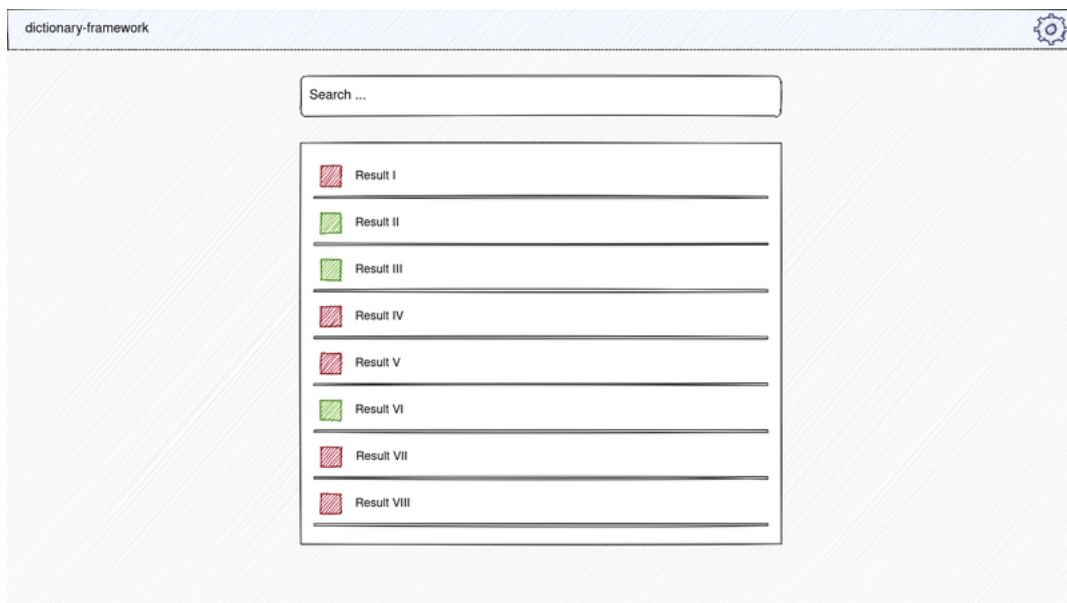 dictionary-framework
Search ...
Result I
Result II
Result III
Result IV
Result V
Result VI
Result VII
Result VIII